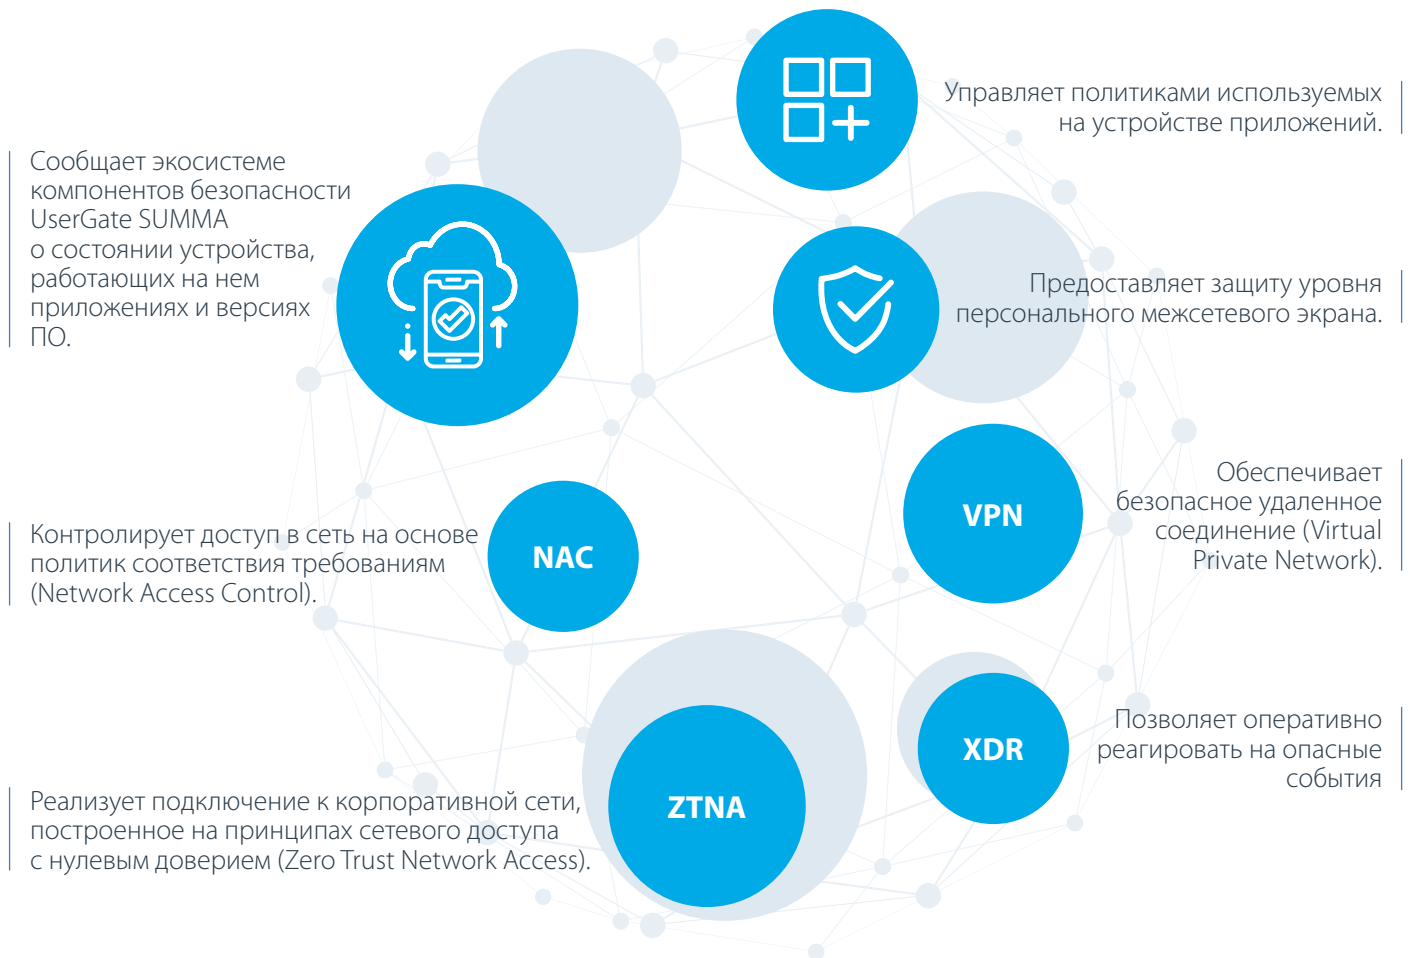 Управляет политиками используемых
на устройстве приложений.
Сообщает экосистеме
компонентов безопасности
UserGate SUMMA
о состоянии устройства,
работающих на нем
приложениях и версиях
ПО.
Предоставляет защиту уровня
персонального межсетевого экрана.
VPN
Обеспечивает
безопасное удаленное
соединение (Virtual
Private Network).
Контролирует доступ в сеть на основе
политик соответствия требованиям
(Network Access Control).
NAC
XDR
Позволяет оперативно
реагировать на опасные
события
Реализует подключение к корпоративной сети,
построенное на принципах сетевого доступа
с нулевым доверием (Zero Trust Network Access).
ZTNA